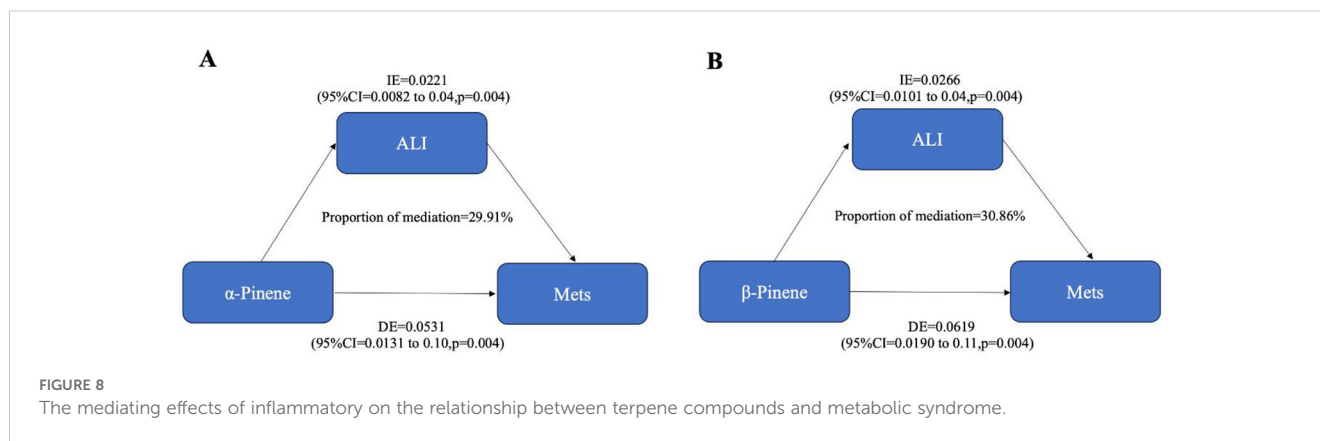 A
IE=0.0221
(95%CI=0.0082 to 0.04,p=0.004)
ALI
Proportion of mediation=29.91%
α-Pinene
Mets
DE=0.0531
(95%CI=0.0131 to 0.10,p=0.004)
B
IE=0.0266
(95%CI=0.0101 to 0.04,p=0.004)
ALI
Proportion of mediation=30.86%
β-Pinene
Mets
DE=0.0619
(95%CI=0.0190 to 0.11,p=0.004)
FIGURE 8
The mediating effects of inflammatory on the relationship between terpene compounds and metabolic syndrome.